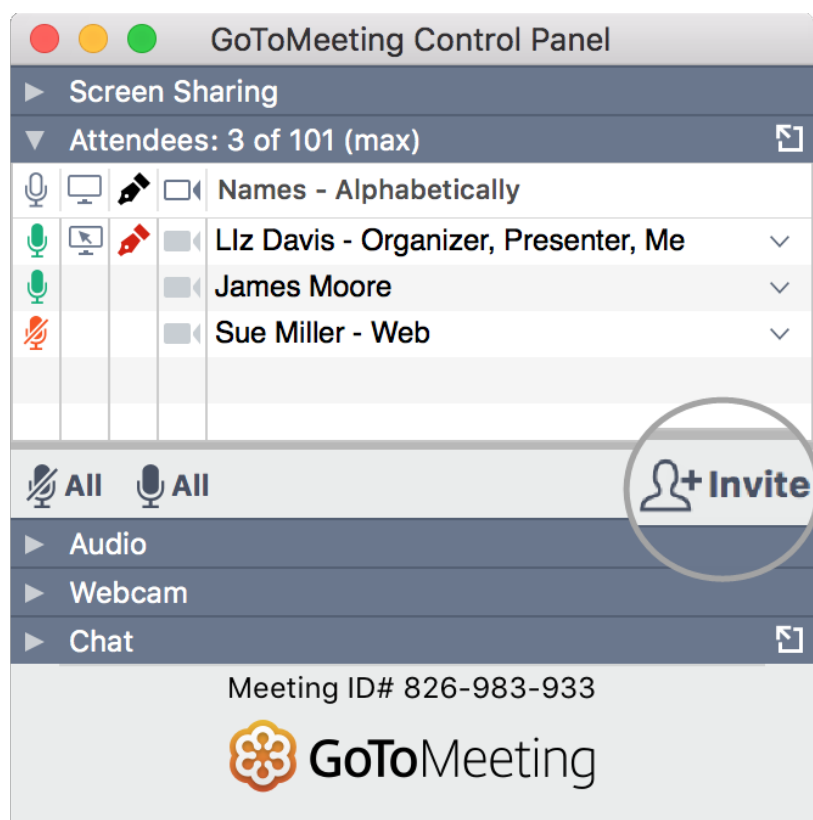 GoToMeeting Control Panel
Screen Sharing
Attendees: 3 of 101 (max)
Names - Alphabetically
LIz Davis - Organizer, Presenter, Me
James Moore
Sue Miller - Web
All All Invite
Audio
Webcam
Chat
Meeting ID# 826-983-933
GoToMeeting